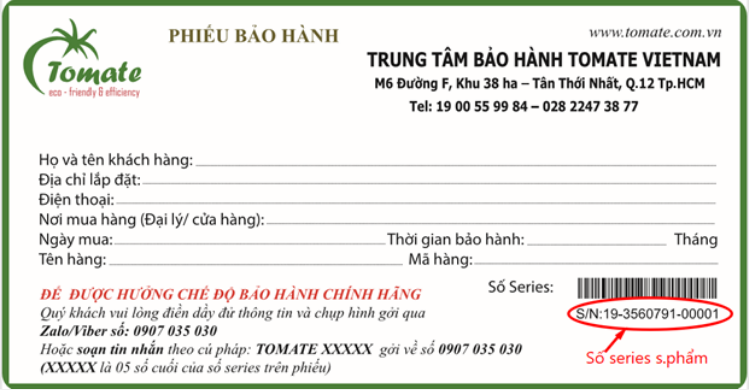 Tomate
eco - friendly & efficiency
PHIẾU BẢO HÀNH
www.tomate.com.vn
TRUNG TÂM BẢO HÀNH TOMATE VIETNAM
M6 Đường F, Khu 38 ha – Tân Thới Nhất, Q.12 Tp.HCM
Tel: 19 00 55 99 84 – 028 2247 38 77
Họ và tên khách hàng:
Địa chỉ lắp đặt:
Điện thoại:
Nơi mua hàng (Đại lý/ cửa hàng):
Ngày mua: Thời gian bảo hành: Tháng
Tên hàng: Mã hàng:
Số Series:
S/N:19-3560791-00001
Số series s.phẩm
ĐỂ ĐƯỢC HƯỞNG CHẾ ĐỘ BẢO HÀNH CHÍNH HÃNG
Quý khách vui lòng điền đầy đủ thông tin và chụp hình gởi qua
Zalo/Viber số: 0907 035 030
Hoặc soạn tin nhắn theo cú pháp: TOMATE XXXXX gởi về số 0907 035 030
(XXXXX là 05 số cuối của số series trên phiếu)